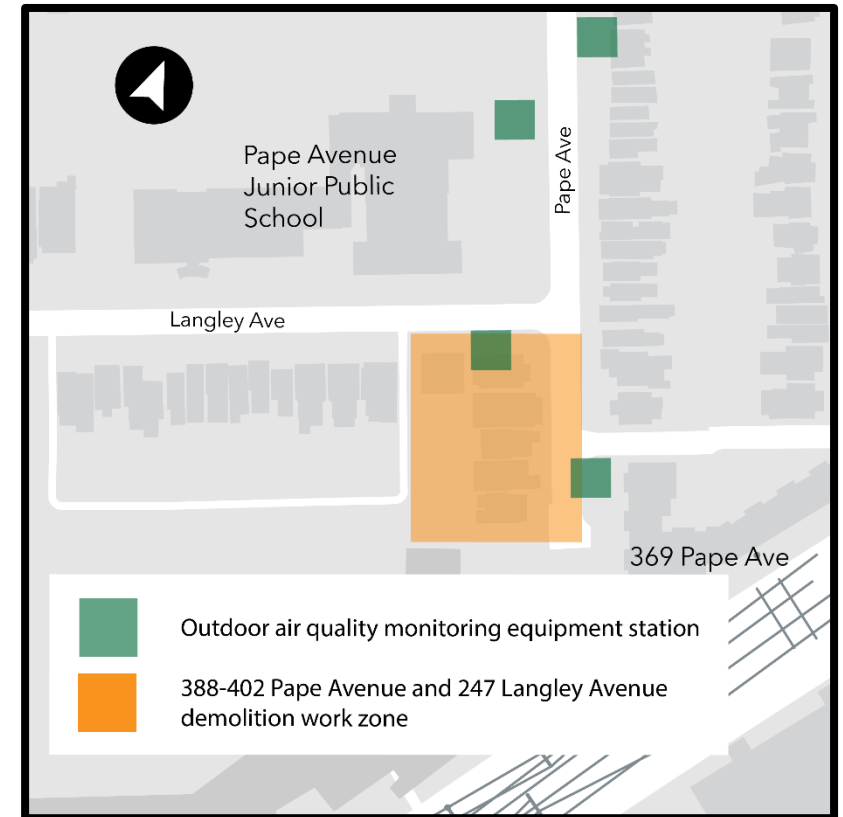 Pape Avenue
Junior Public
School
Pape Ave
Langley Ave
369 Pape Ave
Outdoor air quality monitoring equipment station
388-402 Pape Avenue and 247 Langley Avenue
demolition work zone